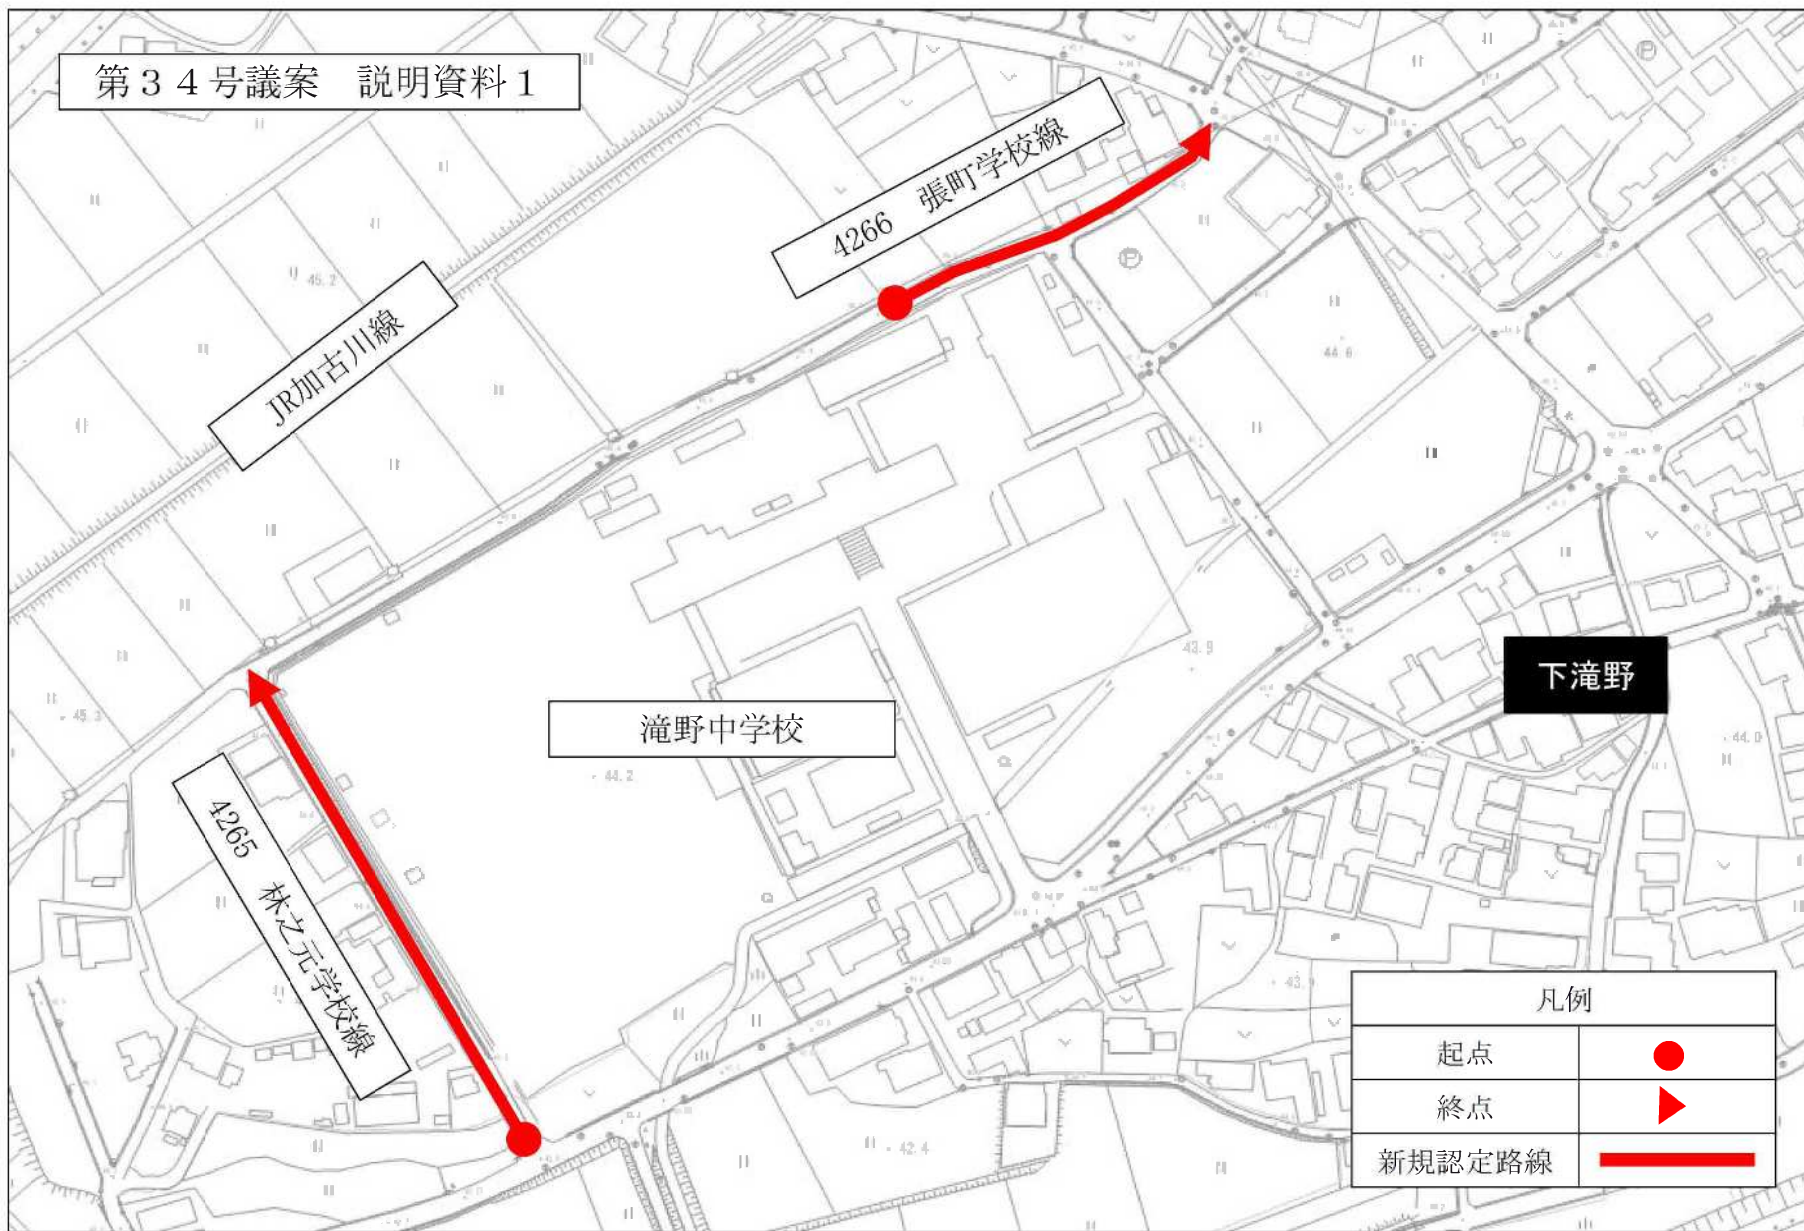 第３４号議案　説明資料１
4266　張町学校線
JR加古川線
45.2
44.6
43.9
下滝野
滝野中学校
45.3
44.2
44.0
4265　林之元学校線
42.4
凡例
起点
終点
新規認定路線